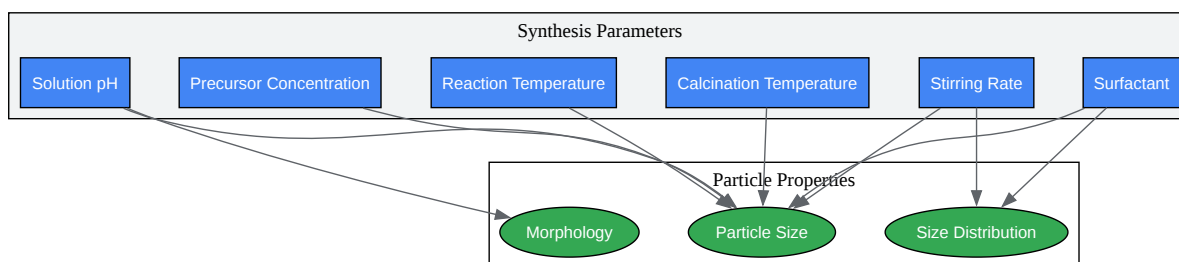 Synthesis Parameters
Solution pH
Precursor Concentration
Reaction Temperature
Calcination Temperature
Stirring Rate
Surfactant
Particle Properties
Morphology
Particle Size
Size Distribution